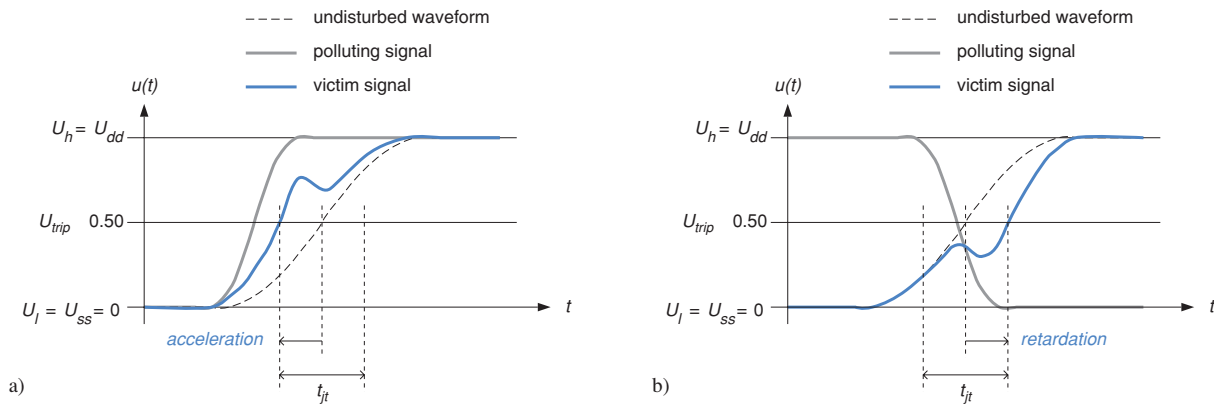 undisturbed waveform
polluting signal
victim signal
u(t)
U_h = U_dd
U_trip 0.50
U_l = U_ss = 0
t
acceleration
t_jt
a)
undisturbed waveform
polluting signal
victim signal
u(t)
U_h = U_dd
U_trip 0.50
U_l = U_ss = 0
t
retardation
t_jt
b)